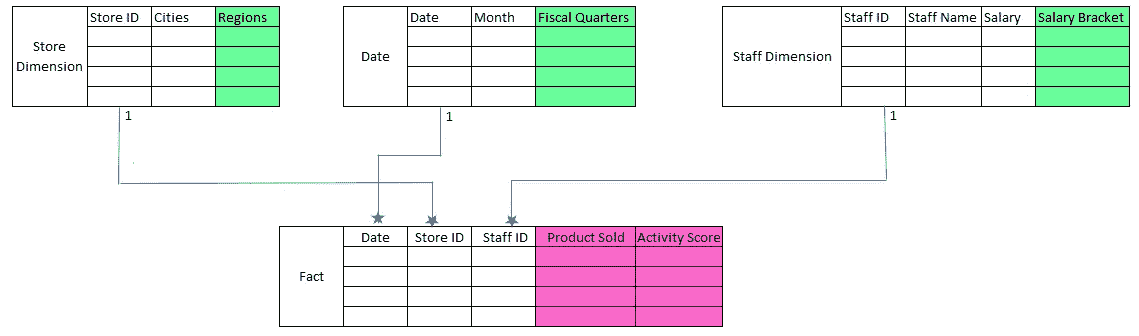 Store Dimension
Store ID Cities Regions
Date
Date Month Fiscal Quarters
Staff Dimension
Staff ID Staff Name Salary Salary Bracket
1
1
1
Fact
Date Store ID Staff ID Product Sold Activity Score